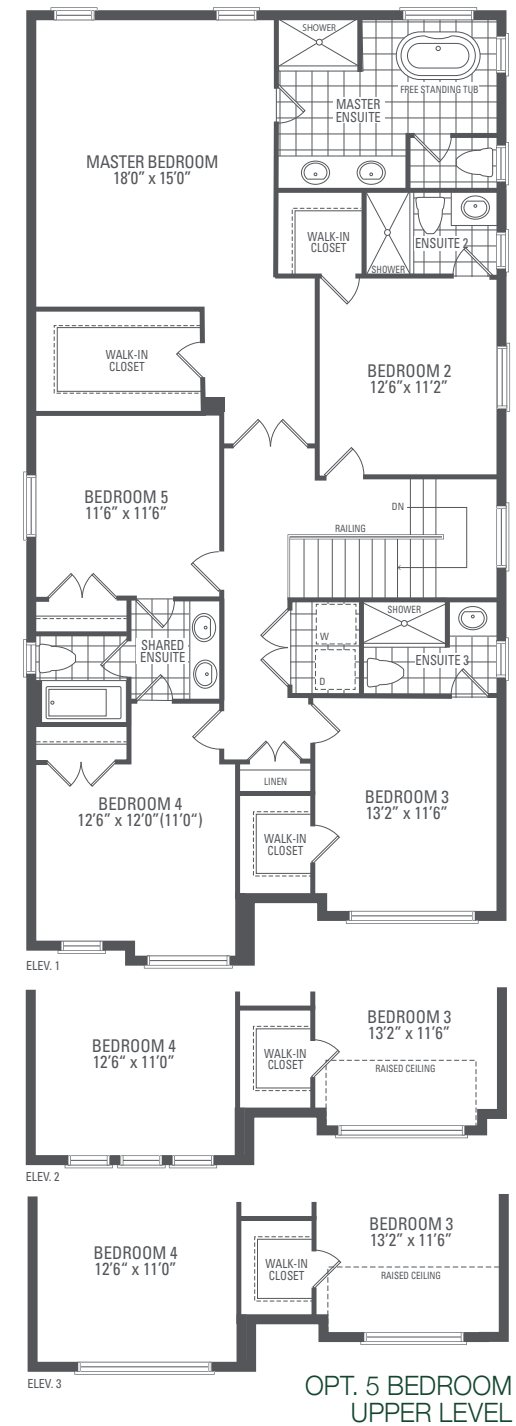 SHOWER
FREE STANDING TUB
MASTER
ENSUITE
MASTER BEDROOM
18'0” x 15'0”
WALK-IN
CLOSET
ENSUITE 2
SHOWER
WALK-IN
CLOSET
BEDROOM 2
12'6”x 11'2”
BEDROOM 5
11'6” x 11'6”
DN
RAILING
SHARED
ENSUITE
W
D
SHOWER
ENSUITE 3
LINEN
BEDROOM 4
12'6” x 12'0”(11'0“)
BEDROOM 3
13'2” x 11'6”
WALK-IN
CLOSET
ELEV. 1
BEDROOM 4
12'6“ x 11'0”
WALK-IN
CLOSET
BEDROOM 3
13'2” x 11'6”
RAISED CEILING
ELEV. 2
BEDROOM 4
12'6” x 11'0”
WALK-IN
CLOSET
BEDROOM 3
13'2” x 11'6”
RAISED CEILING
ELEV. 3
OPT. 5 BEDROOM
UPPER LEVEL